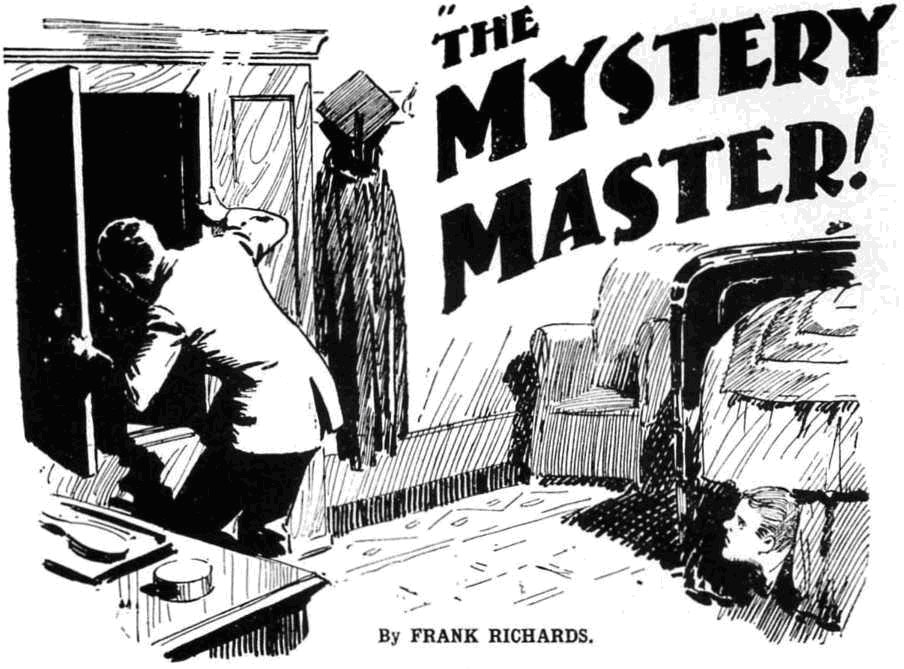 "THE
MYSTERY
MASTER!
By FRANK RICHARDS.